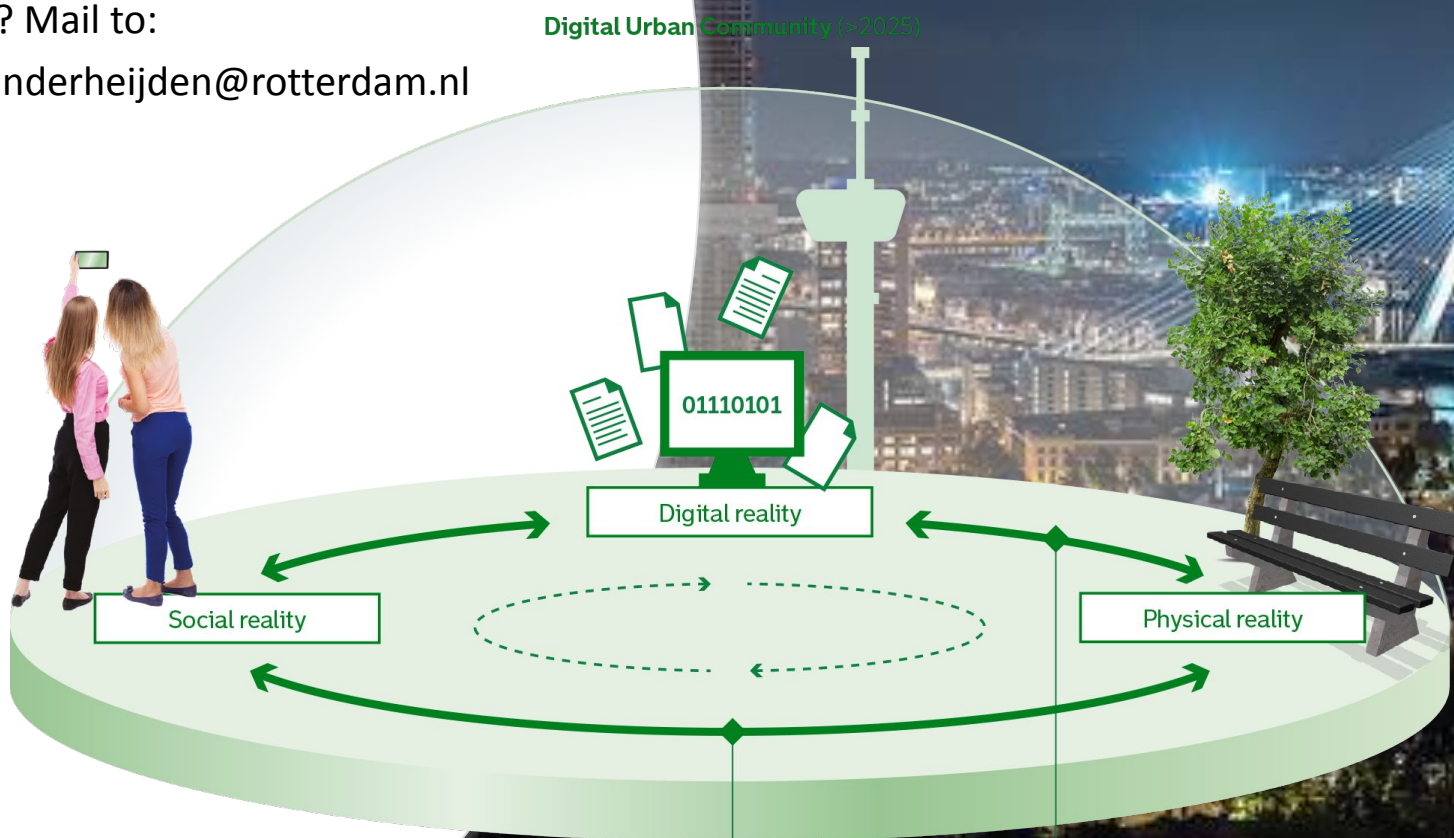 ? Mail to:
nderheijden@rotterdam.nl
Digital Urban Community (>2025)
01110101
Digital reality
Social reality
Physical reality